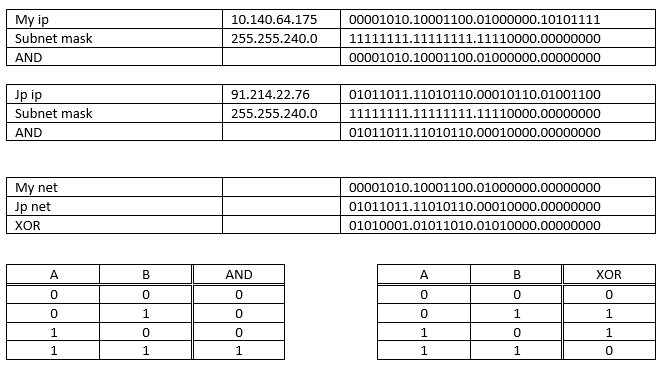 My ip 10.140.64.175 00001010.10001100.01000000.10101111
Subnet mask 255.255.240.0 11111111.11111111.11110000.00000000
AND 00001010.10001100.01000000.00000000
Jp ip 91.214.22.76 01011011.11010110.00010110.01001100
Subnet mask 255.255.240.0 11111111.11111111.11110000.00000000
AND 01011011.11010110.00010000.00000000
My net 00001010.10001100.01000000.00000000
Jp net 01011011.11010110.00010000.00000000
XOR 01010001.01011010.01010000.00000000
A B AND
0 0 0
0 1 0
1 0 0
1 1 1
A B XOR
0 0 0
0 1 1
1 0 1
1 1 0